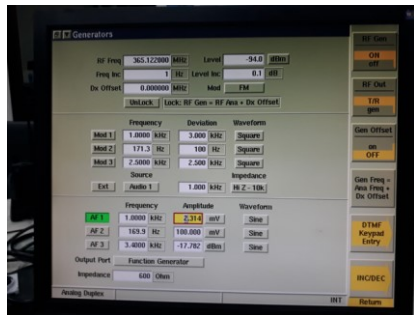 Generators
RF Freq 365.122800 MHz Level -94.0 dBm
Freq Inc 1 Hz Level Inc 0.1 dB
Dx Offset 0.000000 MHz Mod FM
UnLock Lock: RF Gen = RF Ana + Dx Offset
Frequency Deviation Waveform
Mod 1 1.0000 kHz 3.000 kHz Square
Mod 2 171.3 Hz 100 Hz Square
Mod 3 2.5000 kHz 2.500 kHz Square
Source Impedance
Ext Audio 1 1.000 kHz Hi Z - 10k
Frequency Amplitude Waveform
AF 1 1.0000 kHz 2.314 mV Sine
AF 2 169.9 Hz 100.000 mV Sine
AF 3 3.4000 kHz -17.782 dBm Sine
Output Port Function Generator
Impedance 600 Ohm
Analog Duplex INT
RF Gen
ON
off
RF Out
T/R
gen
Gen Offset
on
OFF
Gen Freq =
Ana Freq +
Dx Offset
DTMF
Keypad
Entry
INC/DEC
Return